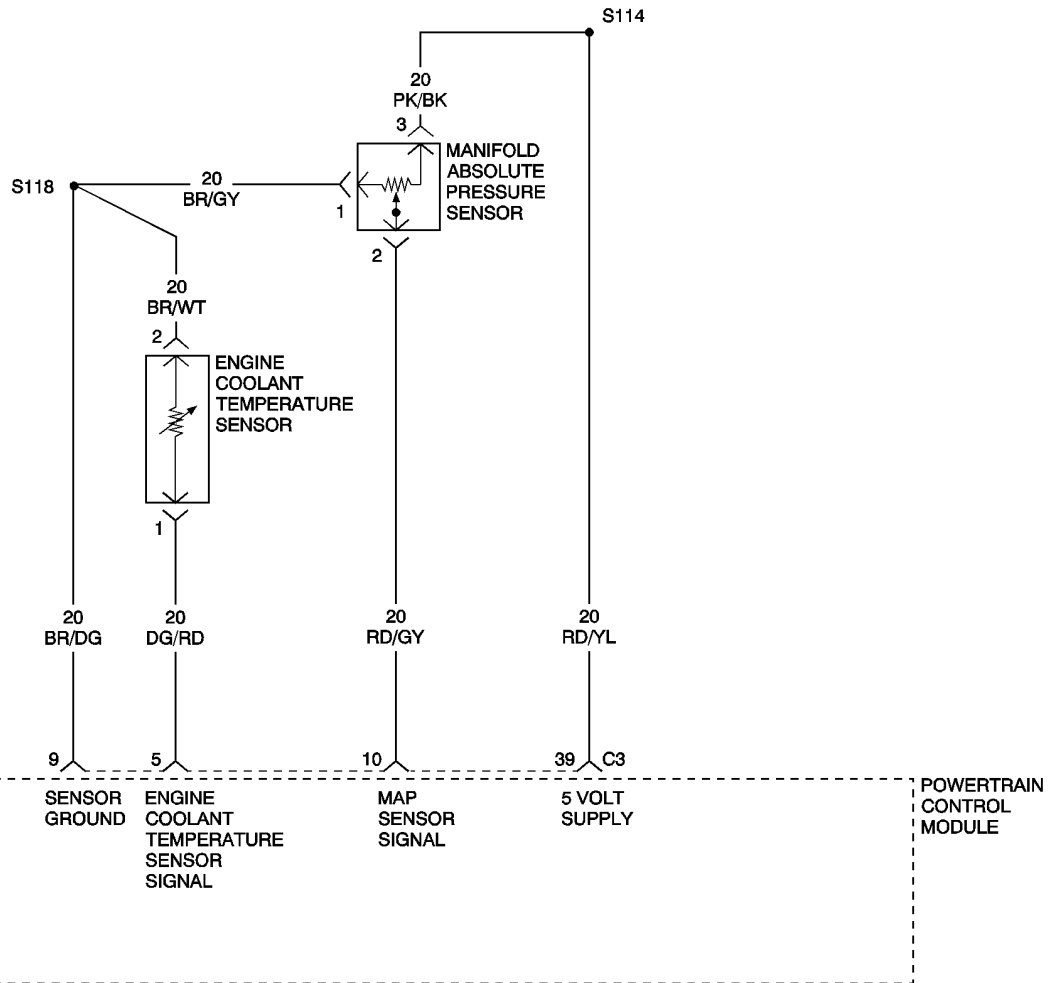 S114
20
PK/BK
3
MANIFOLD
ABSOLUTE
PRESSURE
SENSOR
S118
20
BR/GY
1
2
20
BR/WT
2
ENGINE
COOLANT
TEMPERATURE
SENSOR
1
20
BR/DG
20
DG/RD
20
RD/GY
20
RD/YL
9
5
10
39
C3
SENSOR
GROUND
ENGINE
COOLANT
TEMPERATURE
SENSOR
SIGNAL
MAP
SENSOR
SIGNAL
5 VOLT
SUPPLY
POWERTRAIN
CONTROL
MODULE